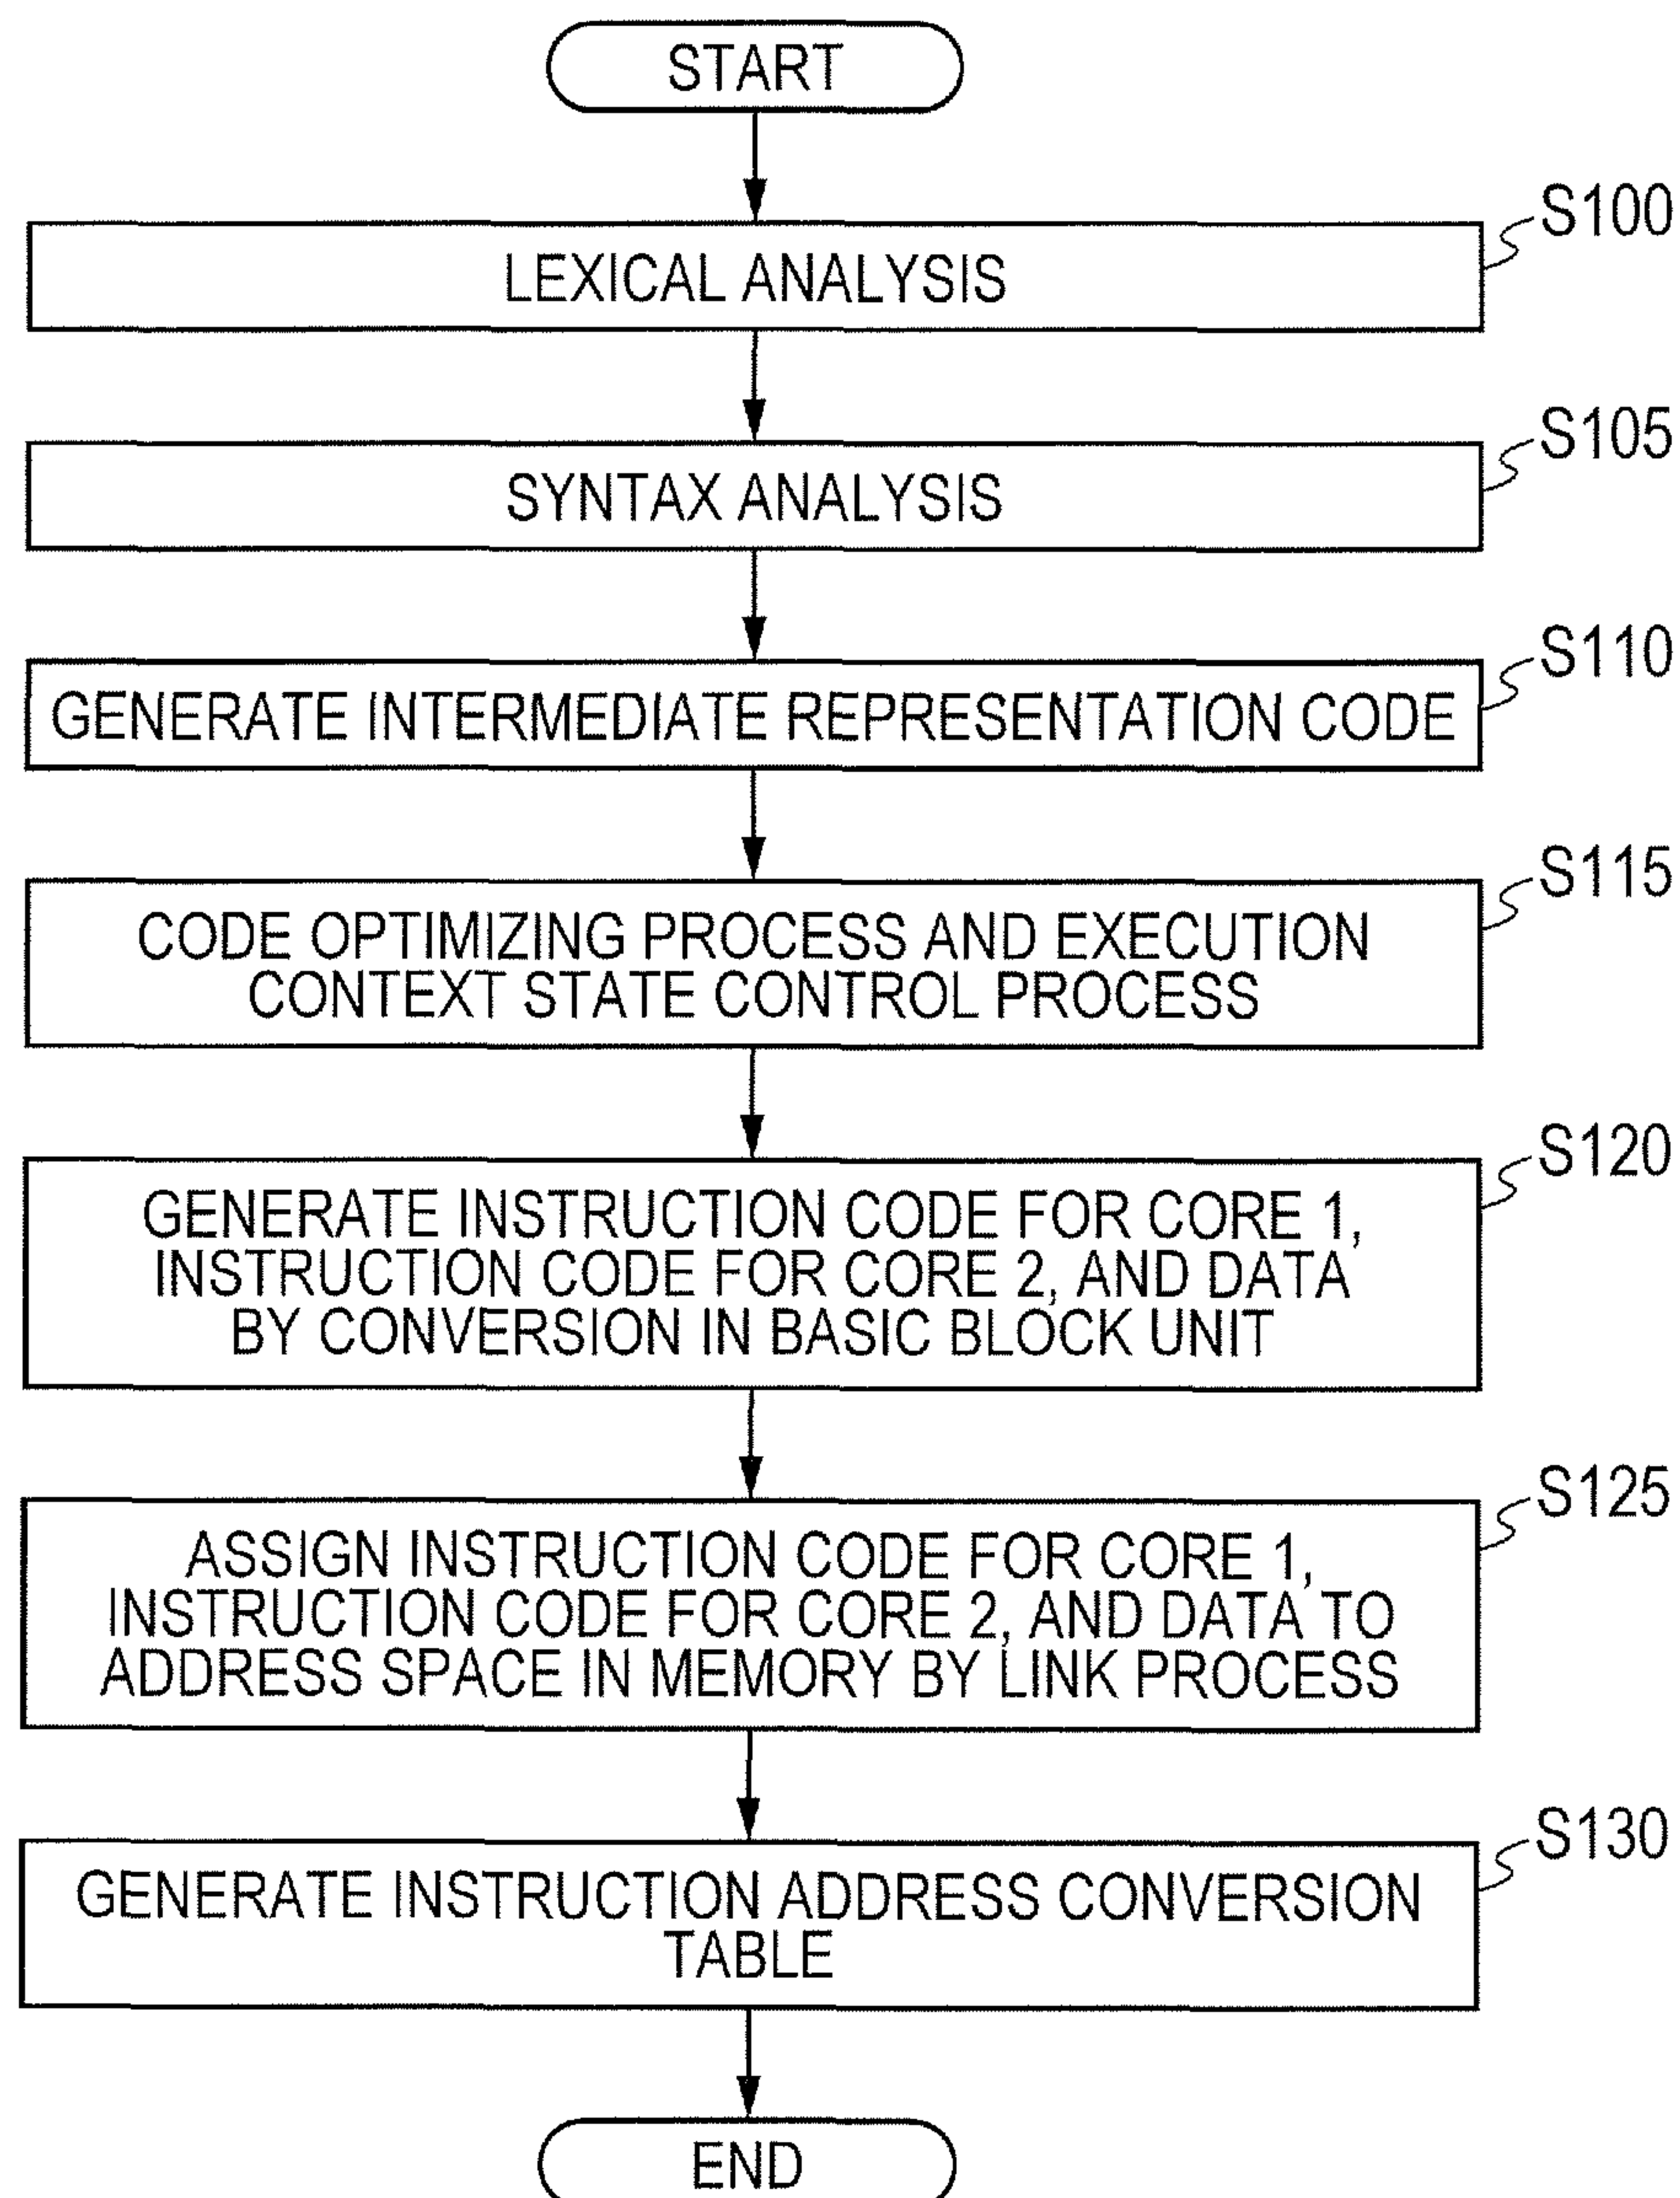 START
S100
LEXICAL ANALYSIS
S105
SYNTAX ANALYSIS
S110
GENERATE INTERMEDIATE REPRESENTATION CODE
S115
CODE OPTIMIZING PROCESS AND EXECUTION
CONTEXT STATE CONTROL PROCESS
S120
GENERATE INSTRUCTION CODE FOR CORE 1,
INSTRUCTION CODE FOR CORE 2, AND DATA
BY CONVERSION IN BASIC BLOCK UNIT
S125
ASSIGN INSTRUCTION CODE FOR CORE 1,
INSTRUCTION CODE FOR CORE 2, AND DATA TO
ADDRESS SPACE IN MEMORY BY LINK PROCESS
S130
GENERATE INSTRUCTION ADDRESS CONVERSION
TABLE
END